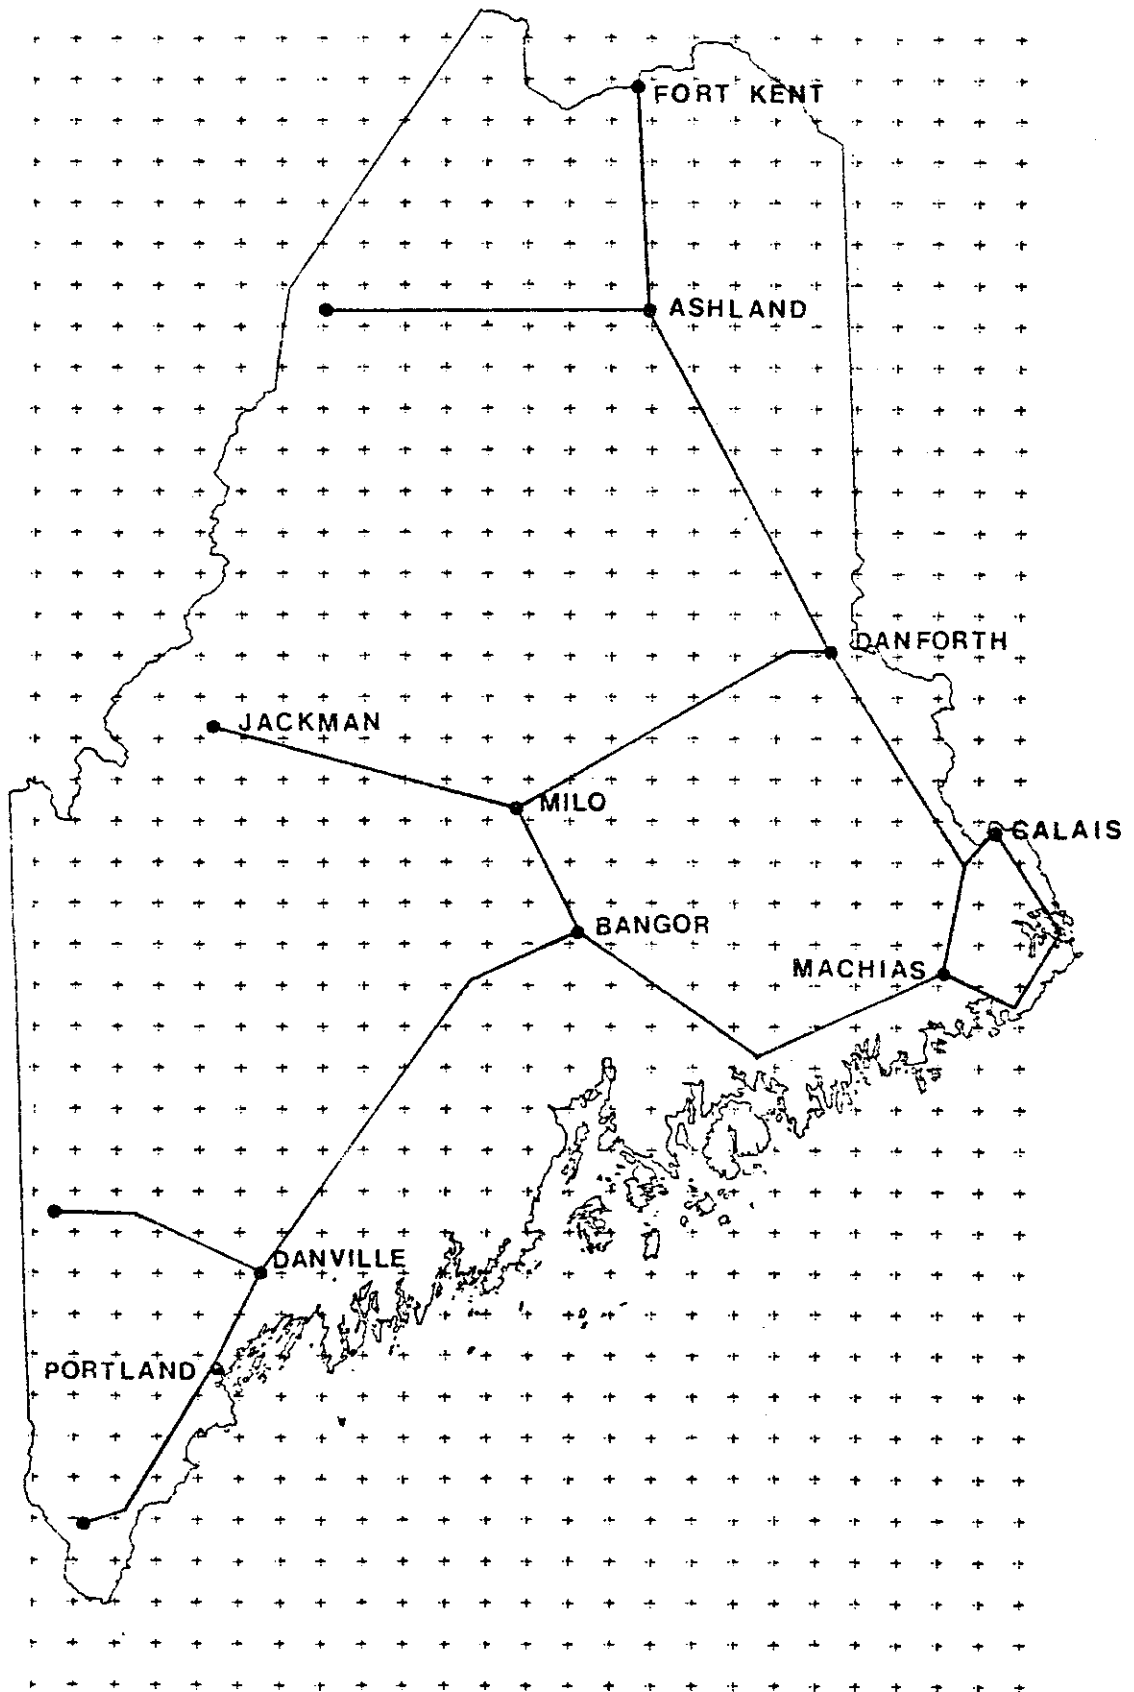 FORT KENT
ASHLAND
DANFORTH
JACKMAN
MILO
CALAIS
BANGOR
MACHIAS
DANVILLE
PORTLAND